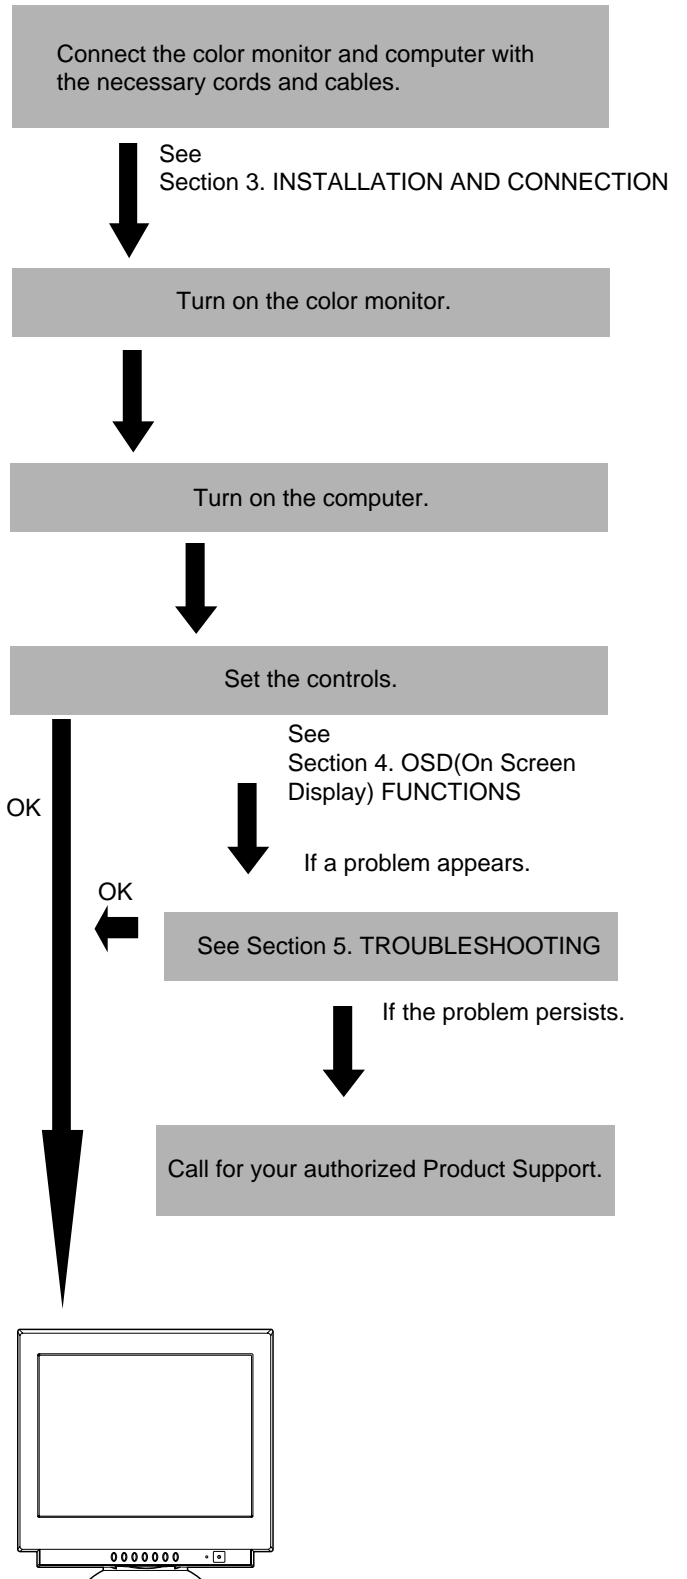 Connect the color monitor and computer with
the necessary cords and cables.
See
Section 3. INSTALLATION AND CONNECTION
Turn on the color monitor.
Turn on the computer.
Set the controls.
See
Section 4. OSD(On Screen
Display) FUNCTIONS
OK
If a problem appears.
OK
See Section 5. TROUBLESHOOTING
If the problem persists.
Call for your authorized Product Support.